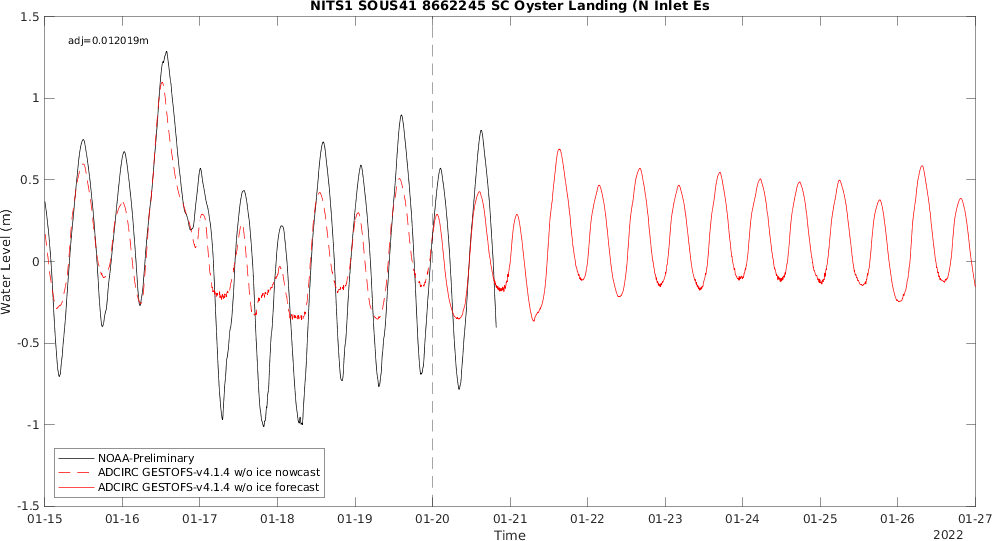 NITS1 SOUS41 8662245 SC Oyster Landing (N Inlet Es
adj=0.012019m
1.5
1
0.5
0
-0.5
-1
-1.5
Water Level (m)
NOAA-Preliminary
ADCIRC GESTOFS-v4.1.4 w/o ice nowcast
ADCIRC GESTOFS-v4.1.4 w/o ice forecast
01-15 01-16 01-17 01-18 01-19 01-20 01-21 01-22 01-23 01-24 01-25 01-26 01-27
Time
2022